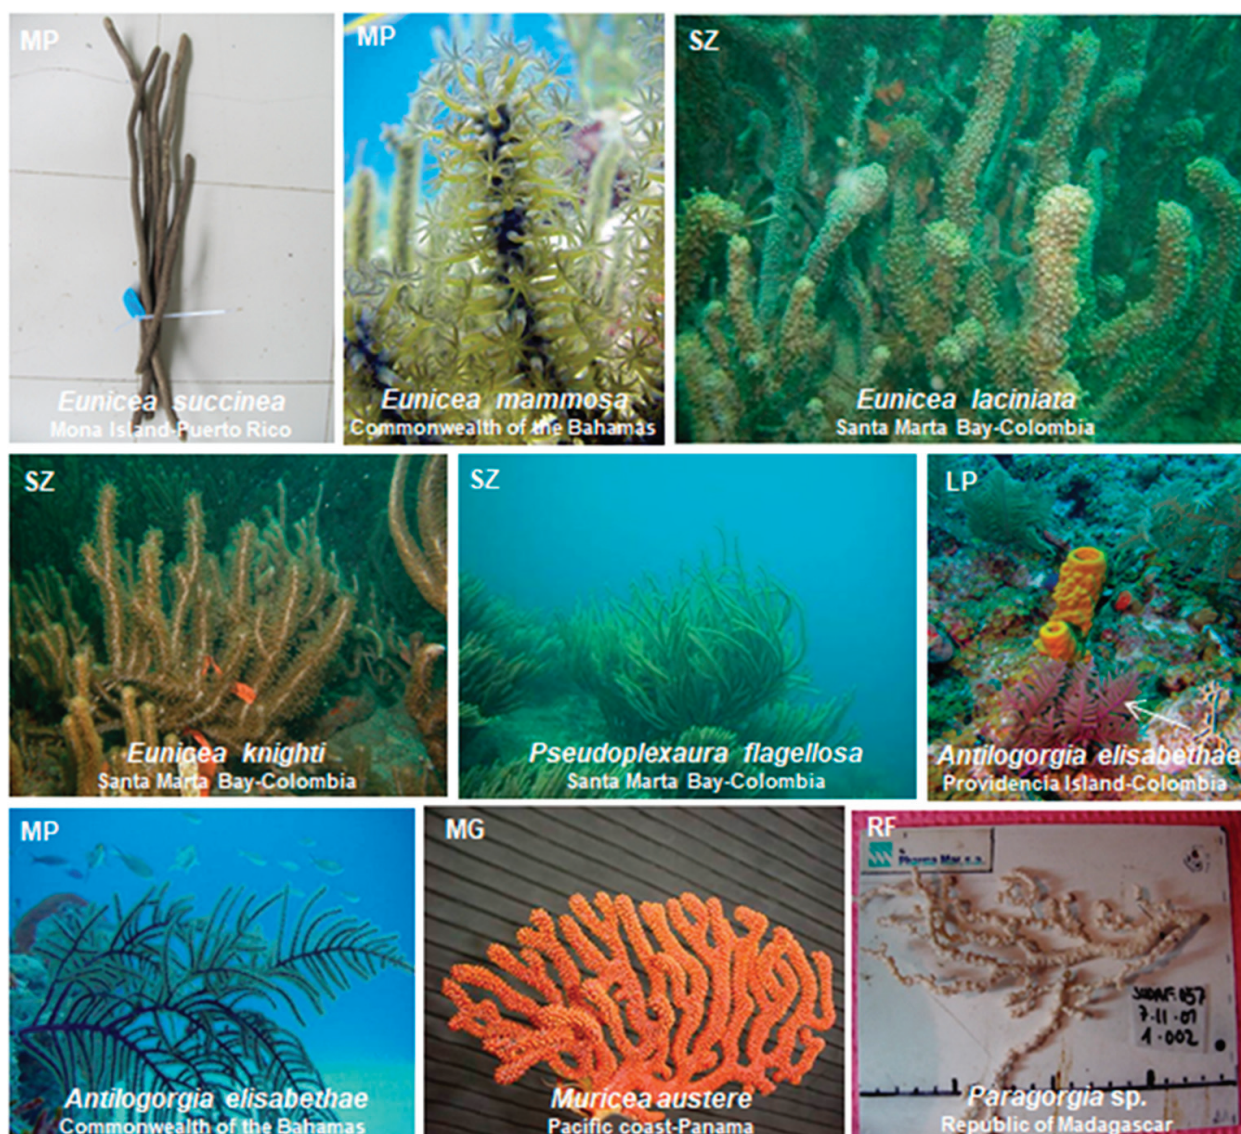 MP
Eunicea succinea
Mona Island-Puerto Rico
MP
Eunicea mammosa
Commonwealth of the Bahamas
SZ
Eunicea laciniata
Santa Marta Bay-Colombia
SZ
Eunicea knighti
Santa Marta Bay-Colombia
SZ
Pseudoplexaura flagellosa
Santa Marta Bay-Colombia
LP
Antilogorgia elisabethae
Providencia Island-Colombia
MP
Antilogorgia elisabethae
Commonwealth of the Bahamas
MG
Muricea austere
Pacific coast-Panama
RF
Pharma Mar, s.a.
7-11-07
1-002
Paragorgia sp.
Republic of Madagascar